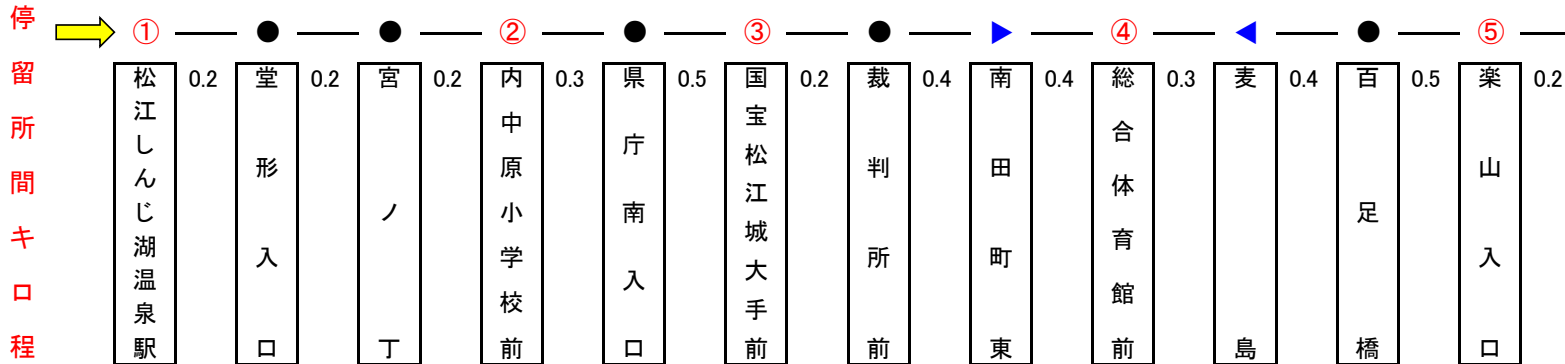 停留所間キロ程
① ② ③ ④ ⑤
松江しんじ湖温泉駅
0.2
堂形入口
0.2
宮ノ丁
0.2
内中原小学校前
0.3
県庁南入口
0.5
国宝松江城大手前
0.2
裁判所前
0.4
南田町東
0.4
総合体育館前
0.3
麦島
0.4
百足橋
0.5
楽山入口
0.2